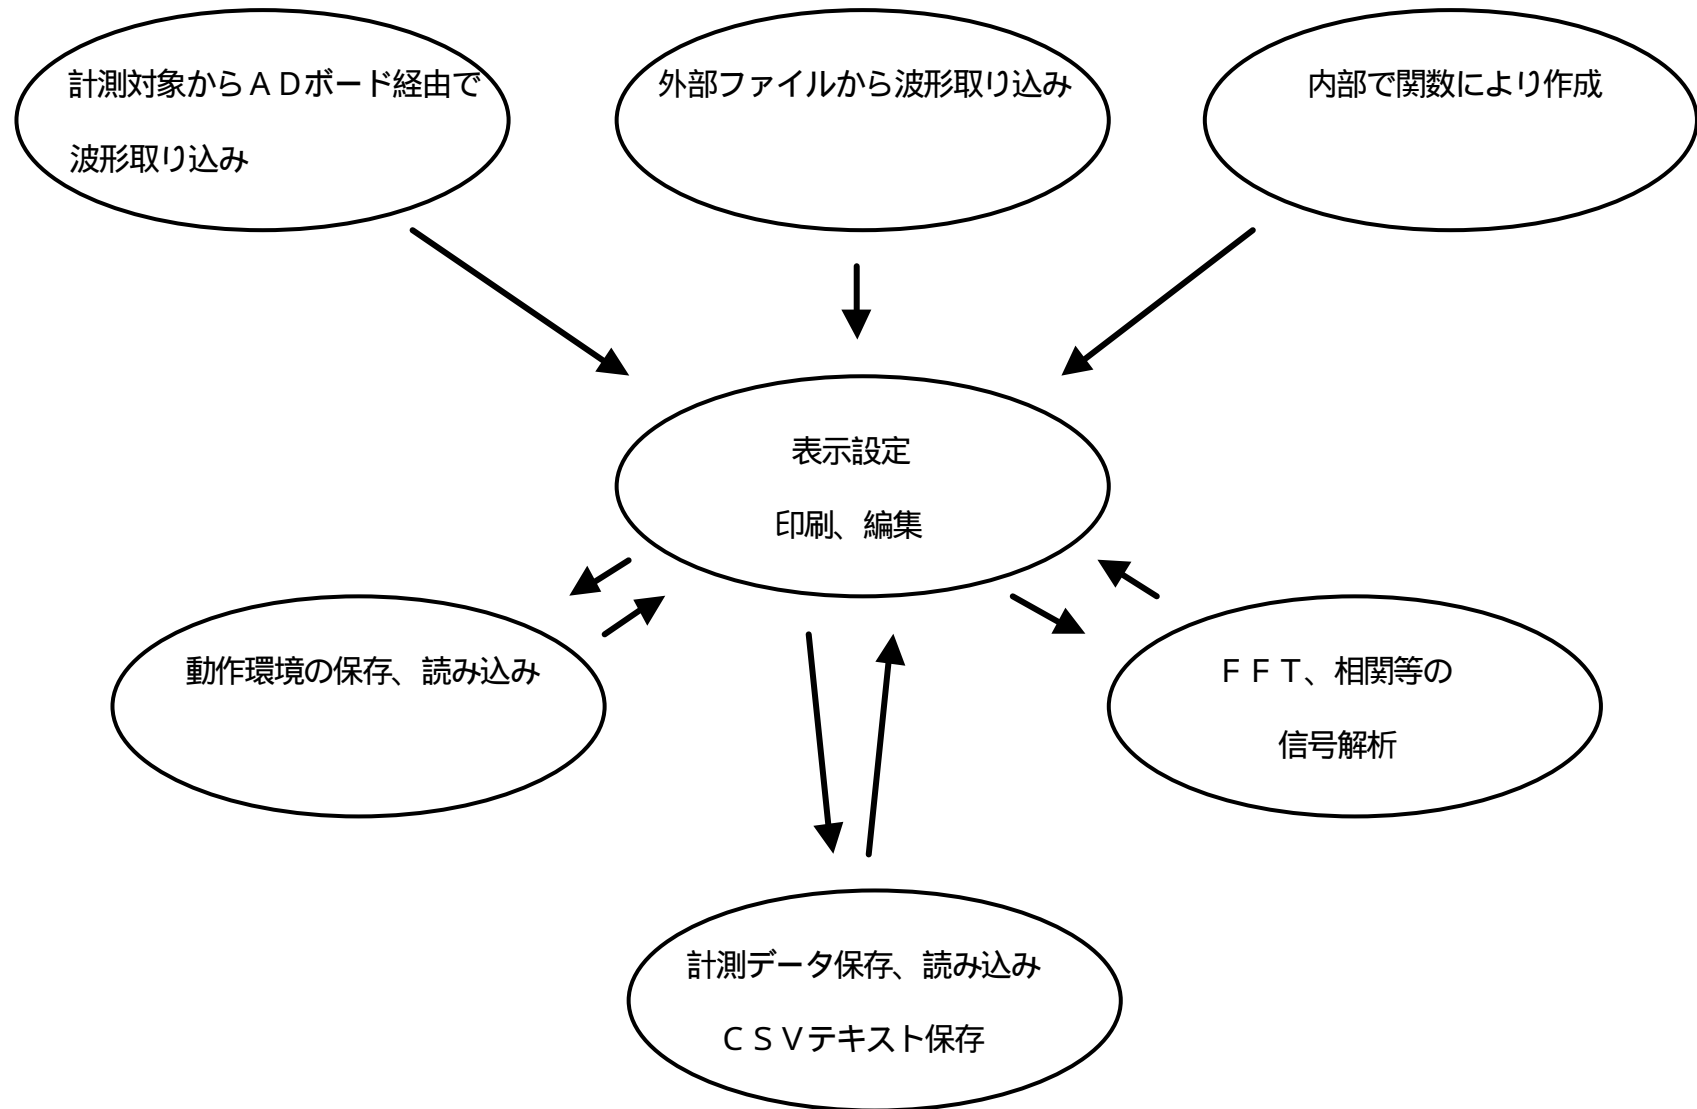 計測対象からＡＤボード経由で
波形取り込み
外部ファイルから波形取り込み
内部で関数により作成
表示設定
印刷、編集
動作環境の保存、読み込み
ＦＦＴ、相関等の
信号解析
計測データ保存、読み込み
ＣＳＶテキスト保存